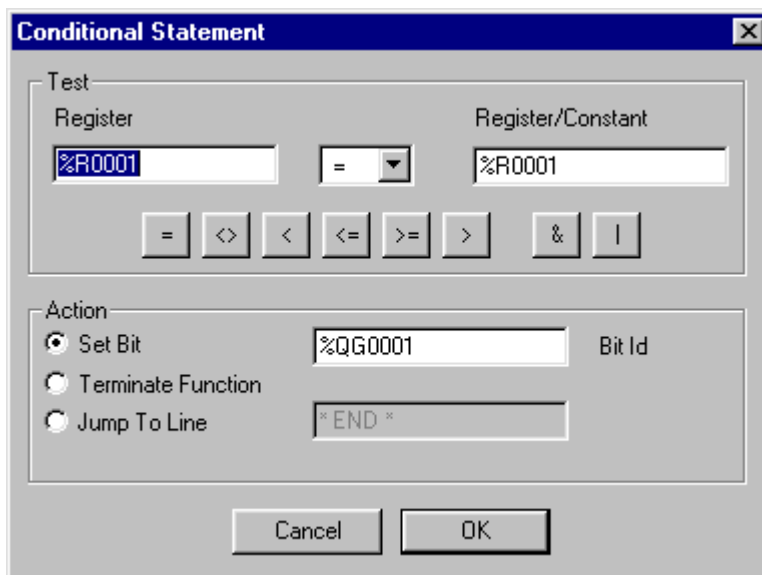 Conditional Statement
Test
Register Register/Constant
%R0001 = %R0001
= <> < <= >= > & |
Action
Set Bit %QG0001 Bit Id
Terminate Function
Jump To Line * END *
Cancel OK